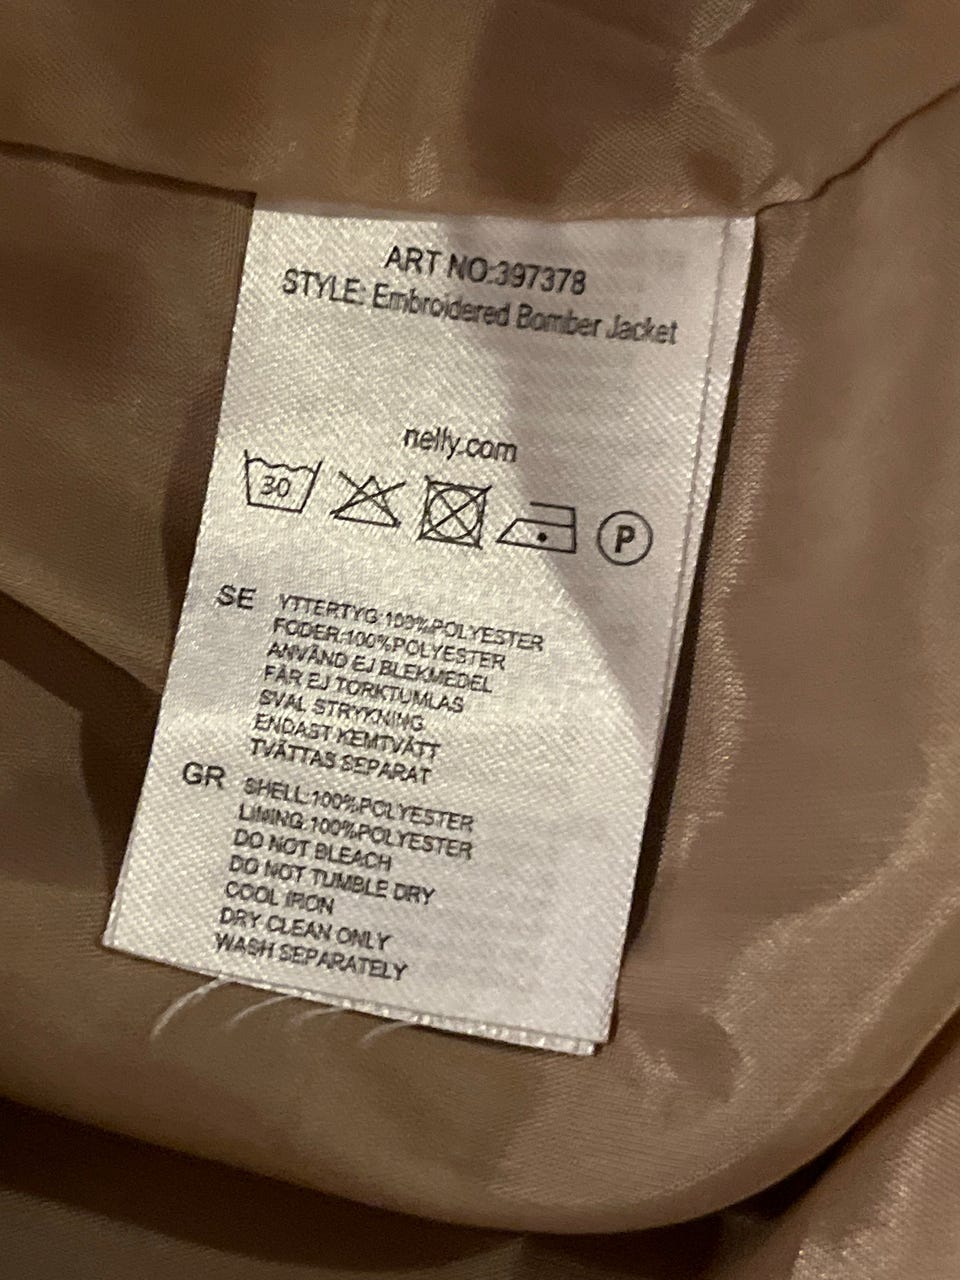 ART NO:397378
STYLE: Embroidered Bomber Jacket
nelly.com
30
P
SE
YTTERTYG:100%POLYESTER
FODER:100%POLYESTER
ANVÄND EJ BLEKMEDEL
FÅR EJ TORKTUMLAS
SVAL STRYKNING
ENDAST KEMTVÄTT
TVÄTTAS SEPARAT
GR
SHELL:100%POLYESTER
LINING:100%POLYESTER
DO NOT BLEACH
DO NOT TUMBLE DRY
COOL IRON
DRY CLEAN ONLY
WASH SEPARATELY